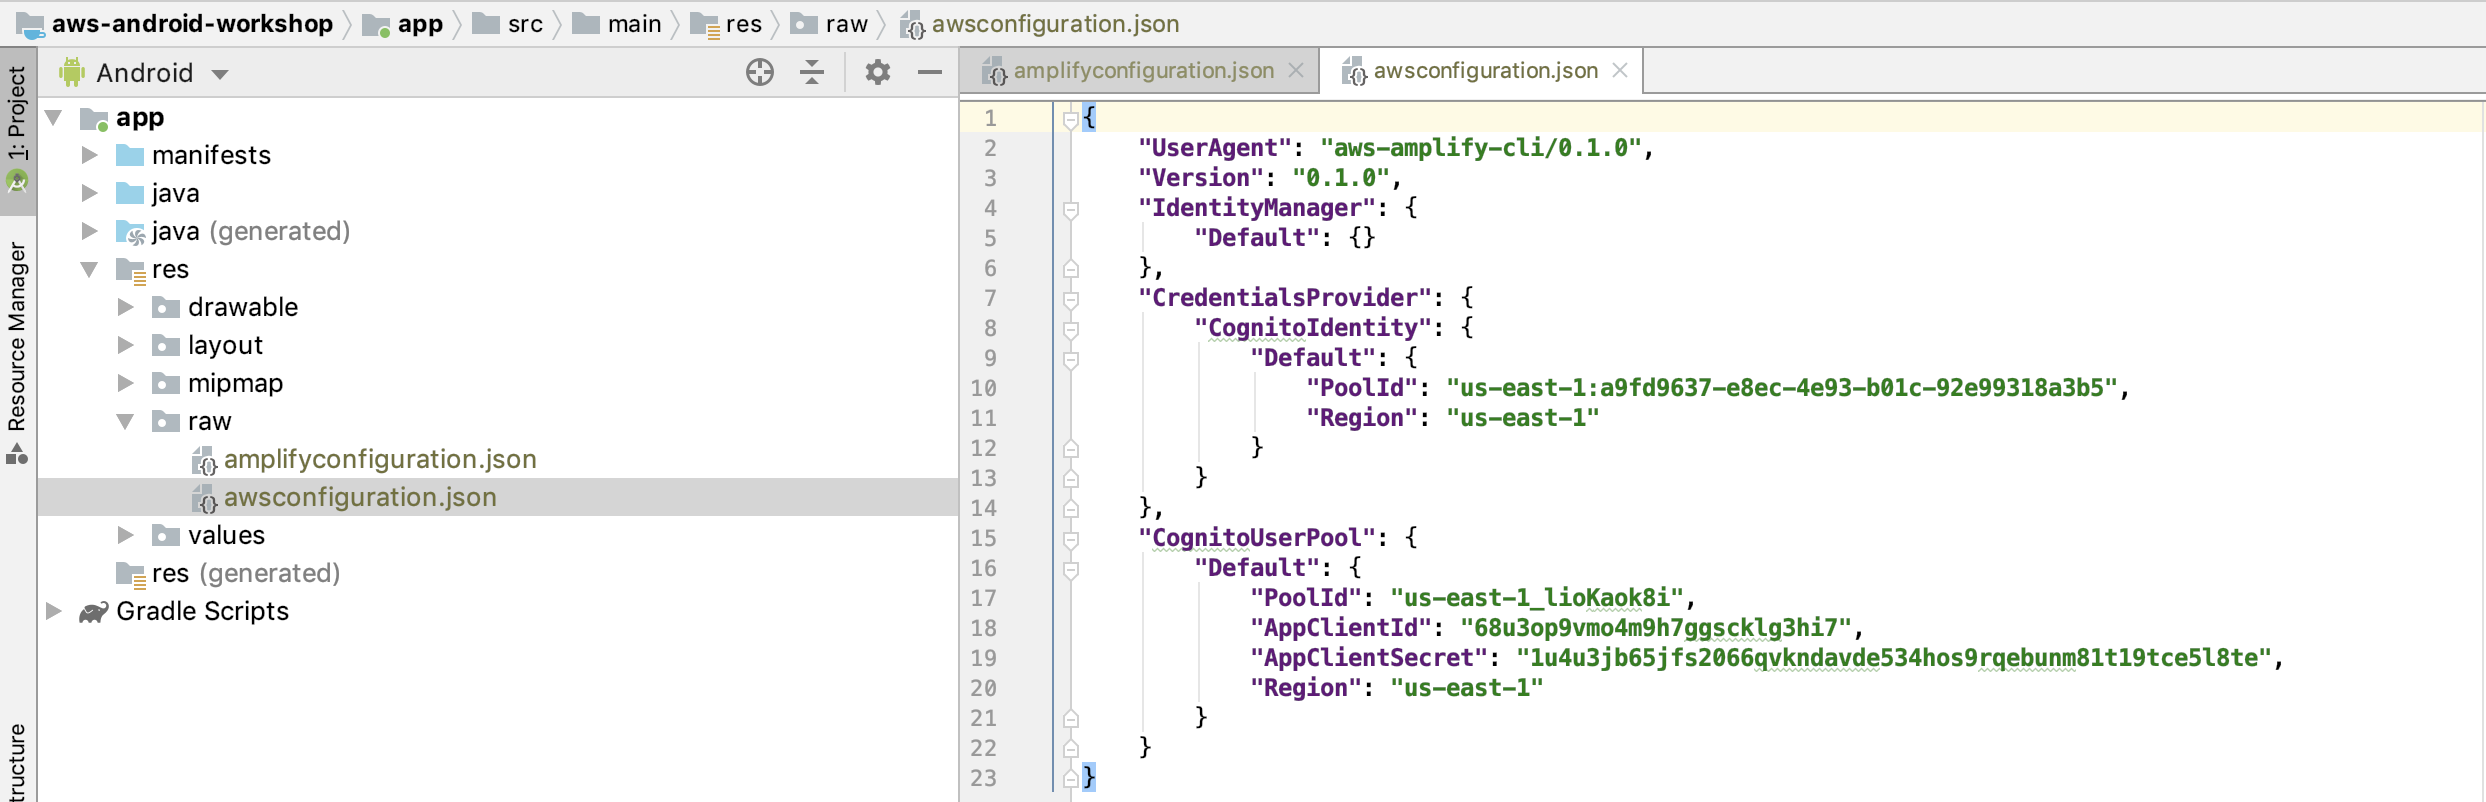 aws-android-workshop app src main res raw awsconfiguration.json
1: Project
Resource Manager
tructure
Android
app
manifests
java
java (generated)
res
drawable
layout
mipmap
raw
amplifyconfiguration.json
awsconfiguration.json
values
res (generated)
Gradle Scripts
amplifyconfiguration.json awsconfiguration.json
1 {
2 "UserAgent": "aws-amplify-cli/0.1.0",
3 "Version": "0.1.0",
4 "IdentityManager": {
5 "Default": {}
6 },
7 "CredentialsProvider": {
8 "CognitoIdentity": {
9 "Default": {
10 "PoolId": "us-east-1:a9fd9637-e8ec-4e93-b01c-92e99318a3b5",
11 "Region": "us-east-1"
12 }
13 }
14 },
15 "CognitoUserPool": {
16 "Default": {
17 "PoolId": "us-east-1_lioKaok8i",
18 "AppClientId": "68u3op9vmo4m9h7ggscklg3hi7",
19 "AppClientSecret": "1u4u3jb65jfs2066qvkndavde534hos9rqebunm81t19tce5l8te",
20 "Region": "us-east-1"
21 }
22 }
23 }